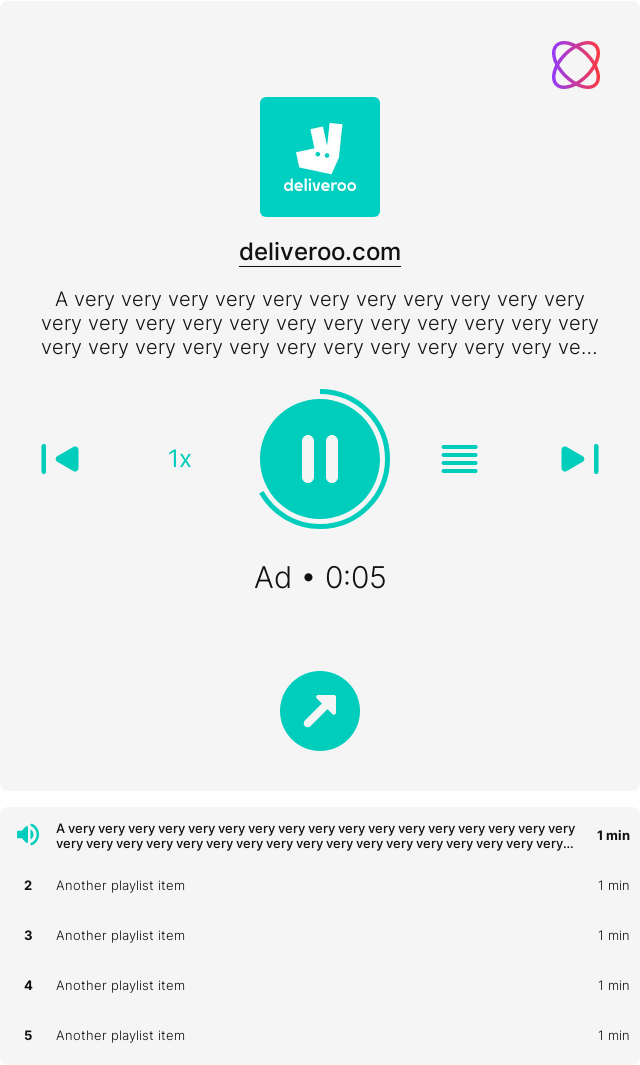 deliveroo
deliveroo.com
A very very very very very very very very very very very
very very very very very very very very very very very very
very very very very very very very very very very very ve...
1x
Ad • 0:05
A very very very very very very very very very very very very very very very very very
very very very very very very very very very very very very very very very very very...
1 min
2 Another playlist item 1 min
3 Another playlist item 1 min
4 Another playlist item 1 min
5 Another playlist item 1 min